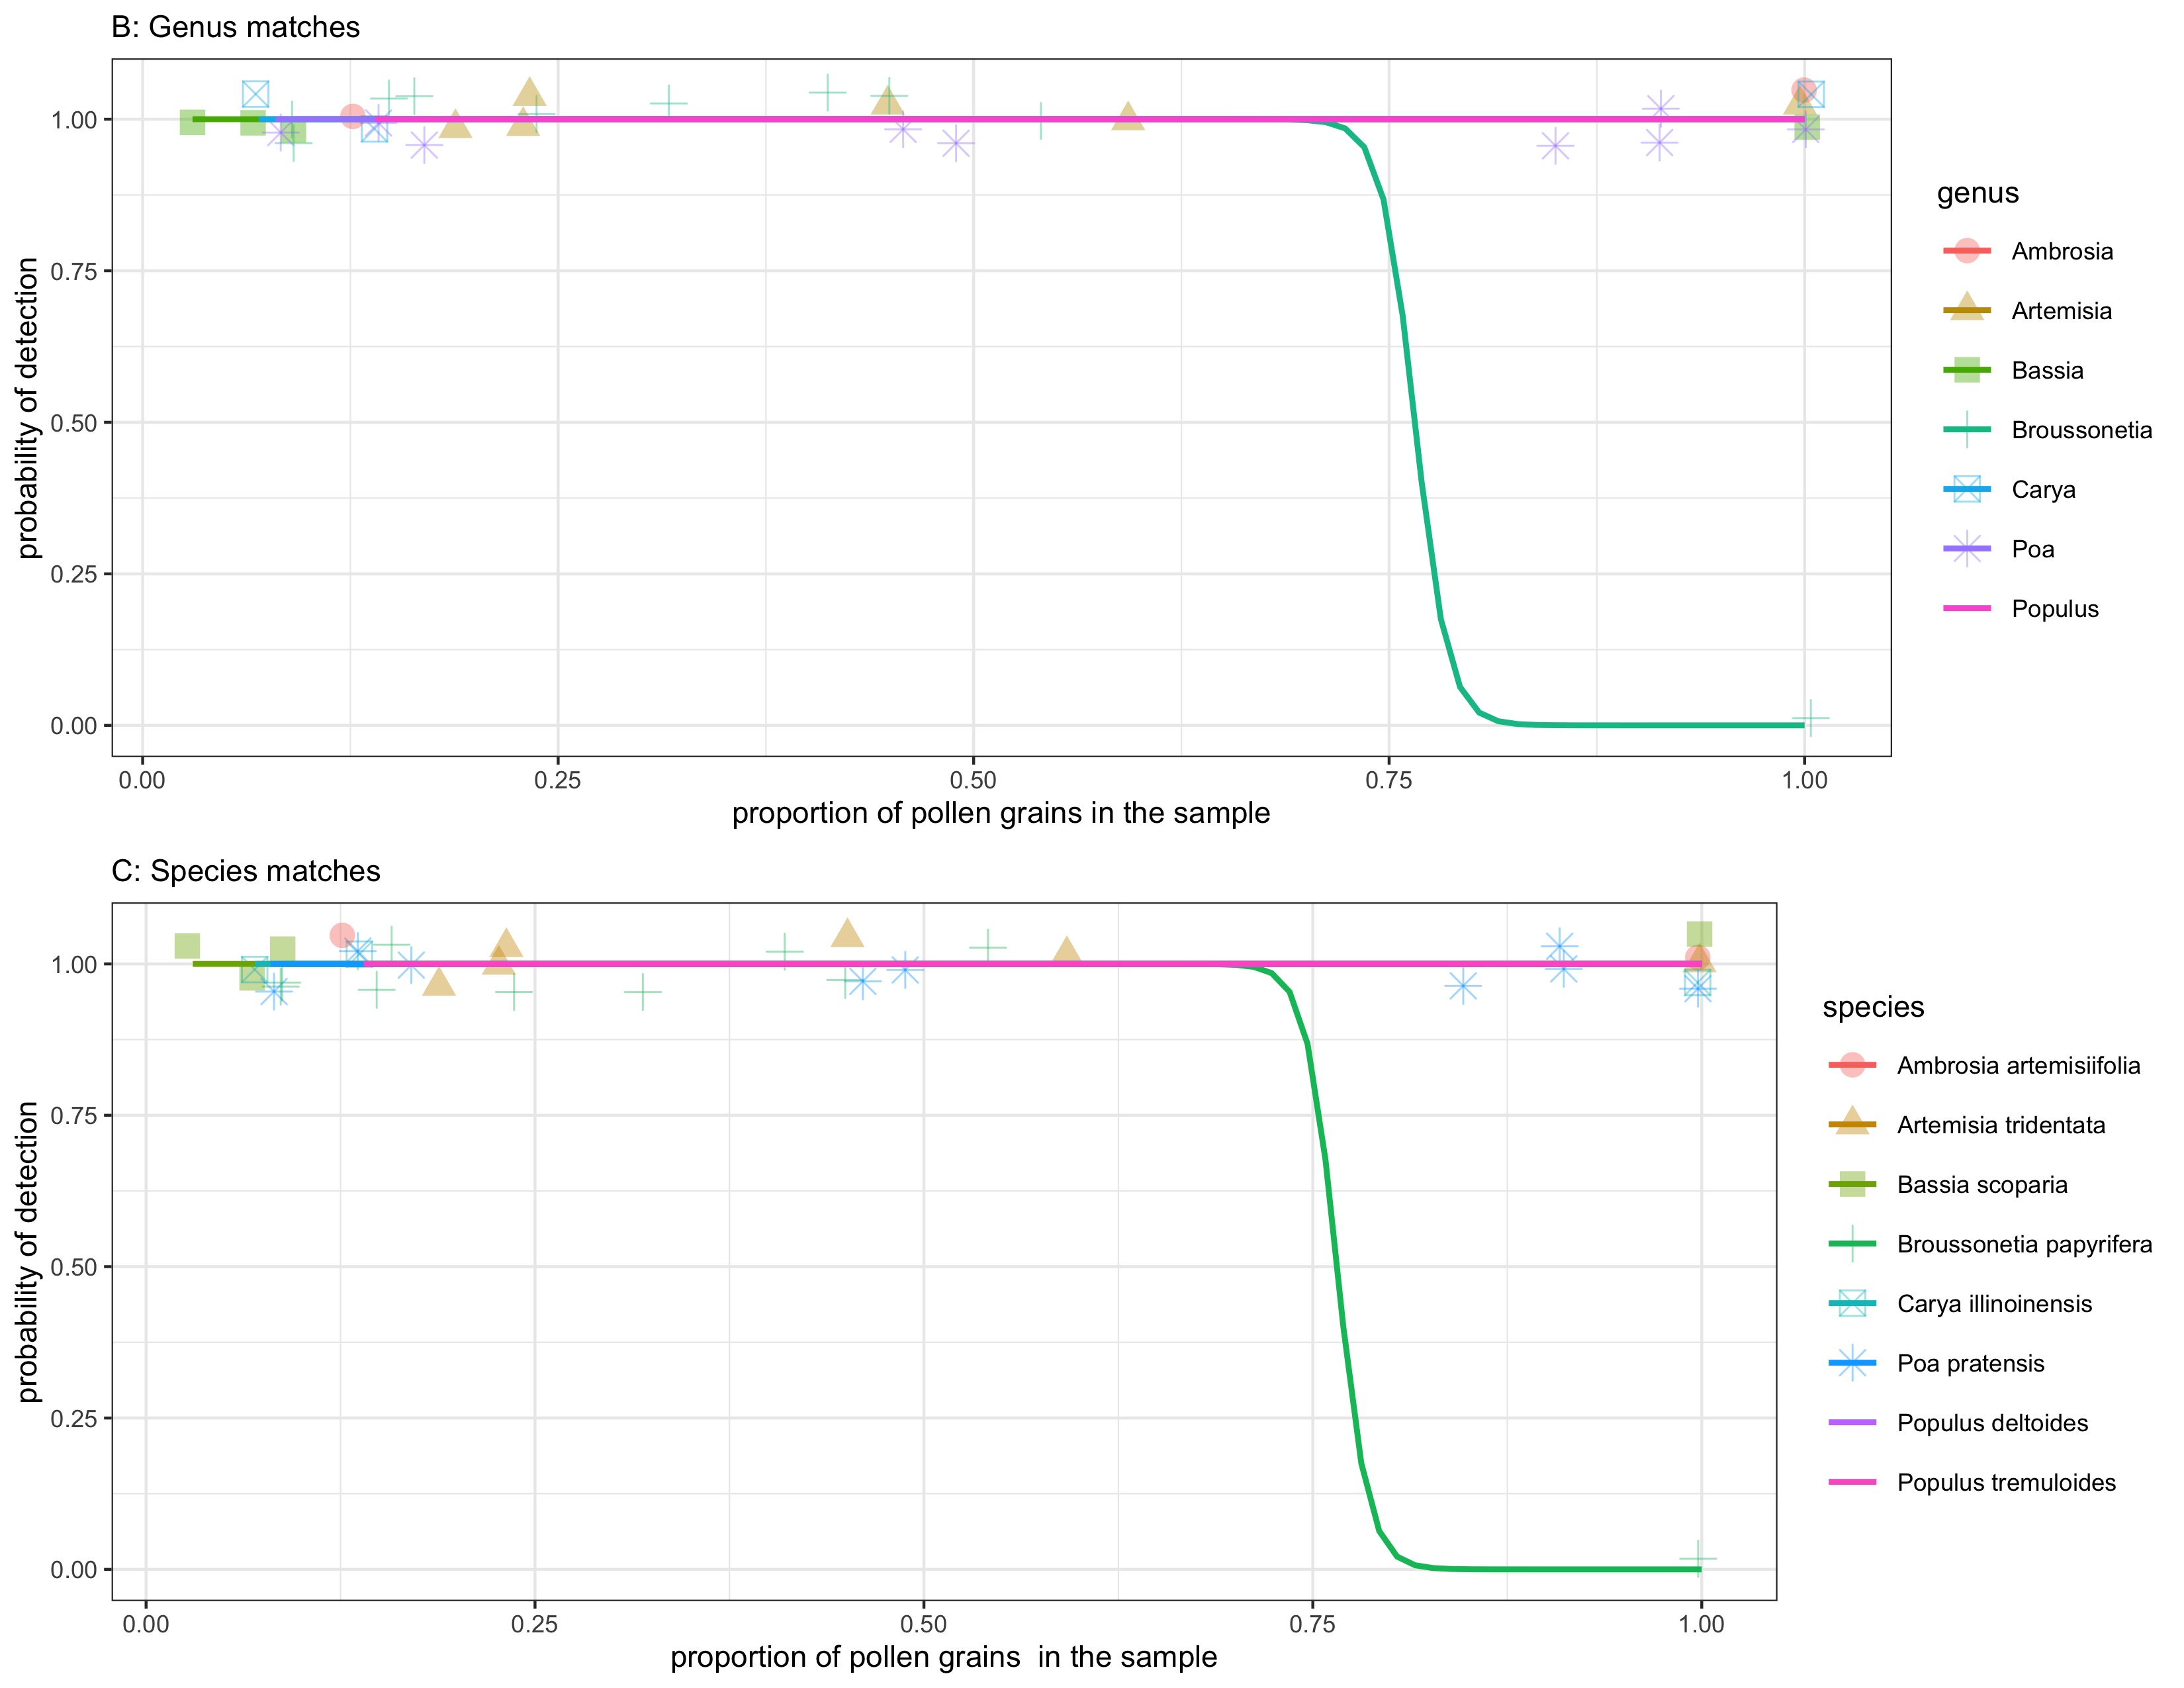 B: Genus matches
1.00
0.75
0.50
0.25
0.00
probability of detection
0.00 0.25 0.50 0.75 1.00
proportion of pollen grains in the sample
genus
Ambrosia
Artemisia
Bassia
Broussonetia
Carya
Poa
Populus
C: Species matches
1.00
0.75
0.50
0.25
0.00
probability of detection
0.00 0.25 0.50 0.75 1.00
proportion of pollen grains  in the sample
species
Ambrosia artemisiifolia
Artemisia tridentata
Bassia scoparia
Broussonetia papyrifera
Carya illinoinensis
Poa pratensis
Populus deltoides
Populus tremuloides